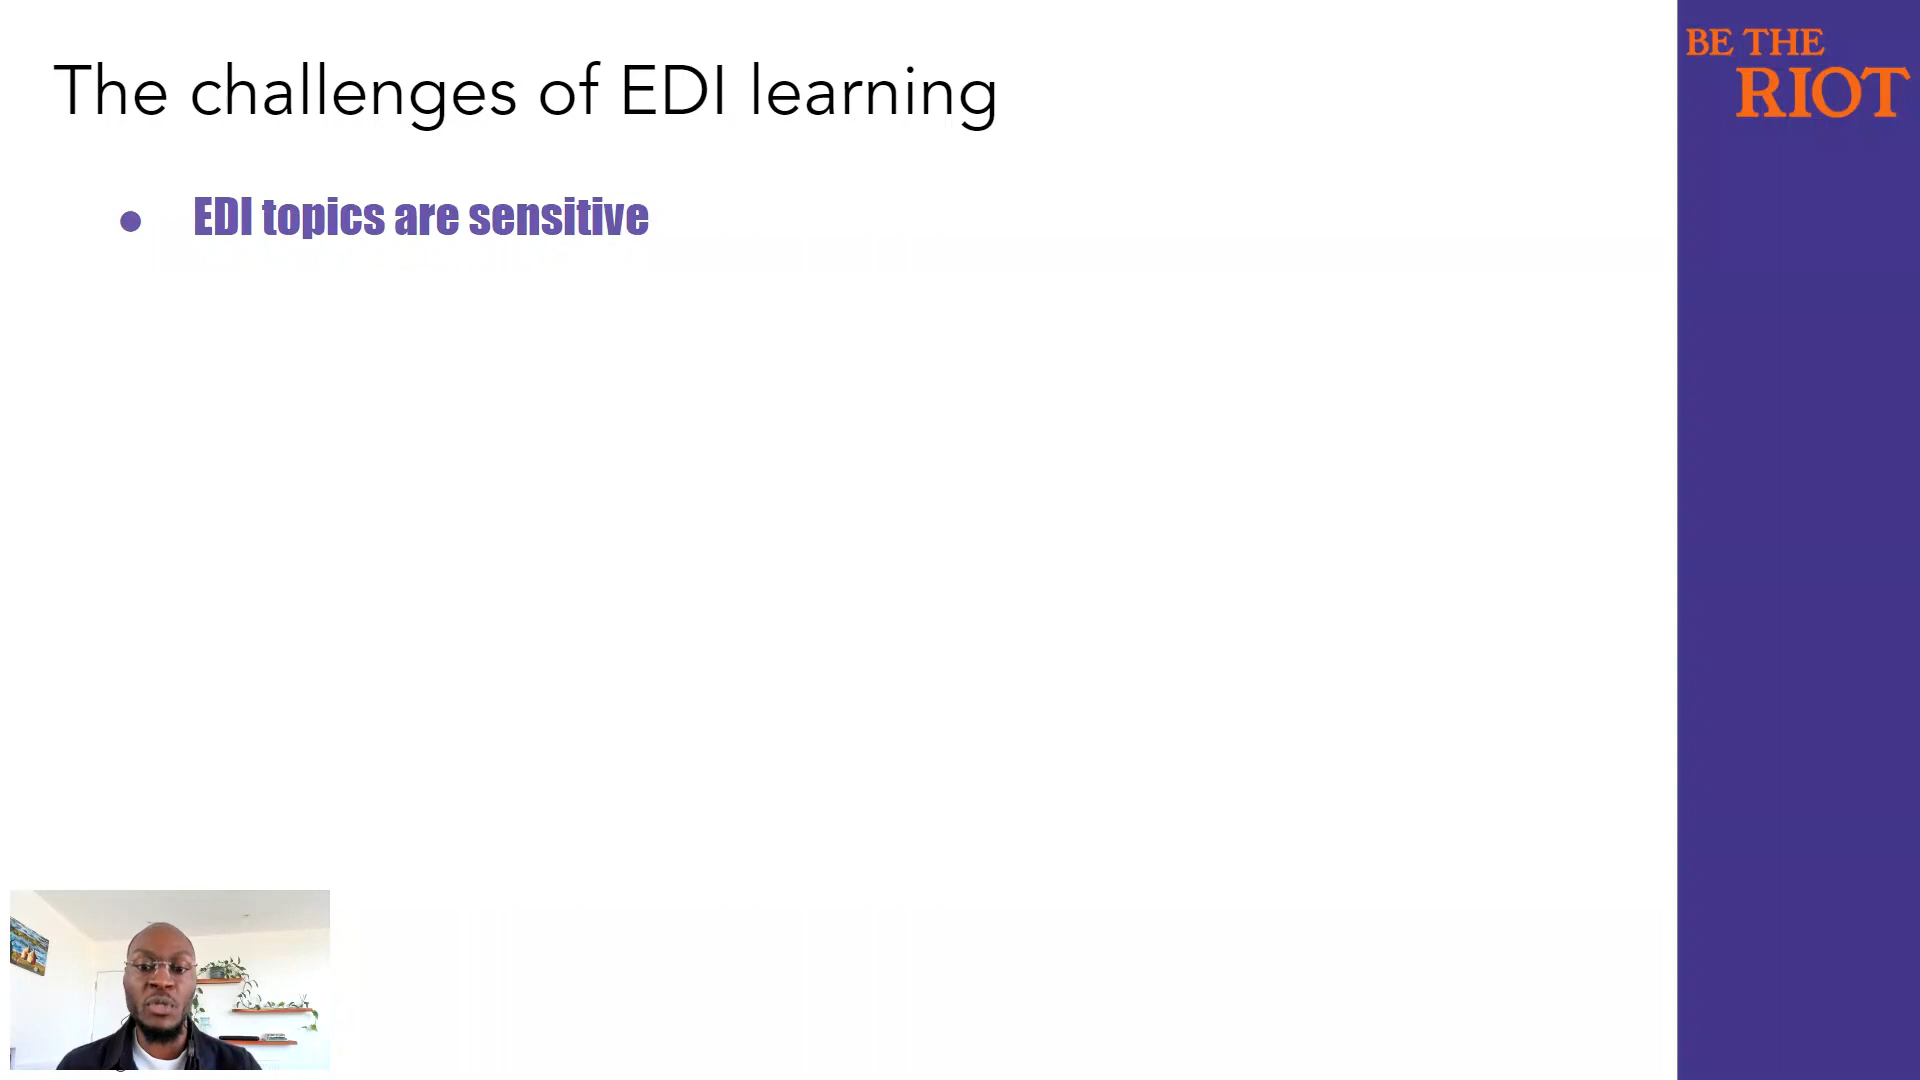 The challenges of EDI learning
BE THE
RIOT
● EDI topics are sensitive